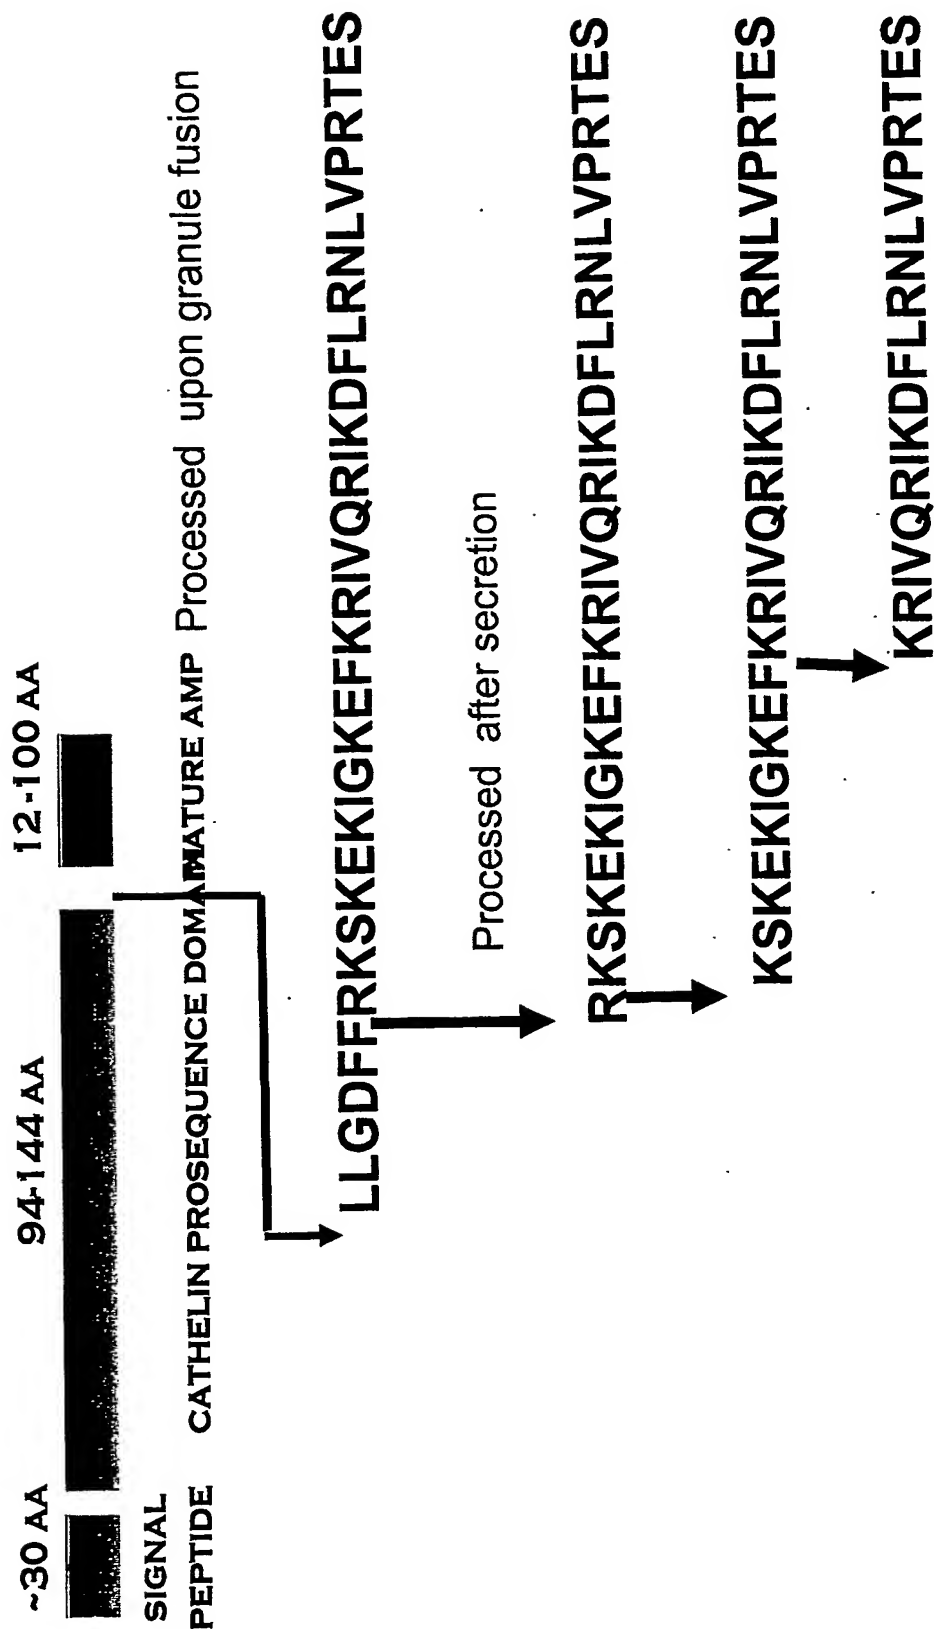 ~30 AA 94-144 AA 12-100 AA
SIGNAL
PEPTIDE CATHELIN PROSEQUENCE DOMAIN MATURE AMP Processed upon granule fusion
LLGDFFRKSKEKIGKEFKRIVQRIKDFLRNLVPRTES
Processed after secretion
RKSKEKIGKEFKRIVQRIKDFLRNLVPRTES
KSKEKIGKEFKRIVQRIKDFLRNLVPRTES
KRIVQRIKDFLRNLVPRTES